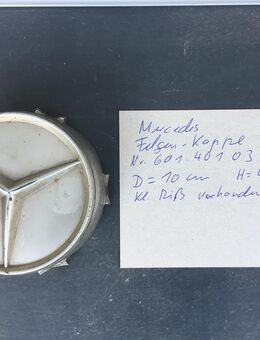 Mercedes
Felgen-Kappe
Nr. 601 401 03
D = 10 cm H =
Kl. Riß vorhanden